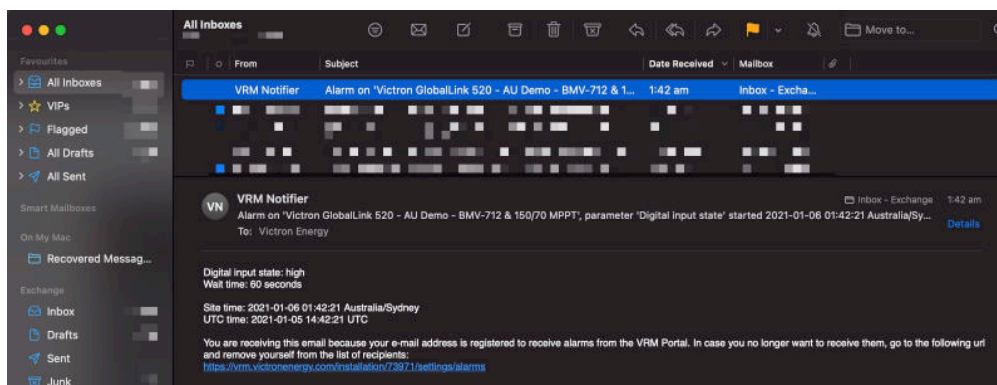 All Inboxes
Move to...
Favourites
All Inboxes
VIPs
Flagged
All Drafts
All Sent
Smart Mailboxes
On My Mac
Recovered Messag...
Exchange
Inbox
Drafts
Sent
Junk
From Subject Date Received Mailbox
VRM Notifier Alarm on 'Victron GlobalLink 520 - AU Demo - BMV-712 & 1... 1:42 am Inbox - Excha...
VN
VRM Notifier Inbox - Exchange 1:42 am
Alarm on 'Victron GlobalLink 520 - AU Demo - BMV-712 & 150/70 MPPT', parameter 'Digital input state' started 2021-01-06 01:42:21 Australia/Sy...
To: Victron Energy Details
Digital input state: high
Wait time: 60 seconds
Site time: 2021-01-06 01:42:21 Australia/Sydney
UTC time: 2021-01-05 14:42:21 UTC
You are receiving this email because your e-mail address is registered to receive alarms from the VRM Portal. In case you no longer want to receive them, go to the following url
and remove yourself from the list of recipients:
https://vrm.victronenergy.com/installation/73971/settings/alarms